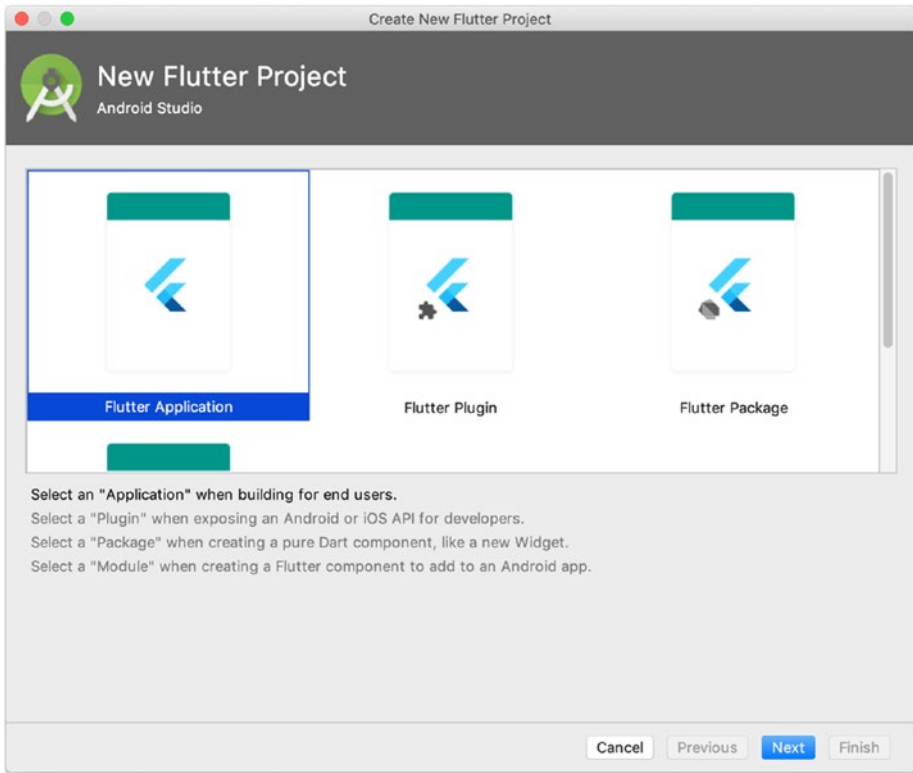 Create New Flutter Project
New Flutter Project
Android Studio
Flutter Application
Flutter Plugin
Flutter Package
Select an "Application" when building for end users.
Select a "Plugin" when exposing an Android or iOS API for developers.
Select a "Package" when creating a pure Dart component, like a new Widget.
Select a "Module" when creating a Flutter component to add to an Android app.
Cancel
Previous
Next
Finish